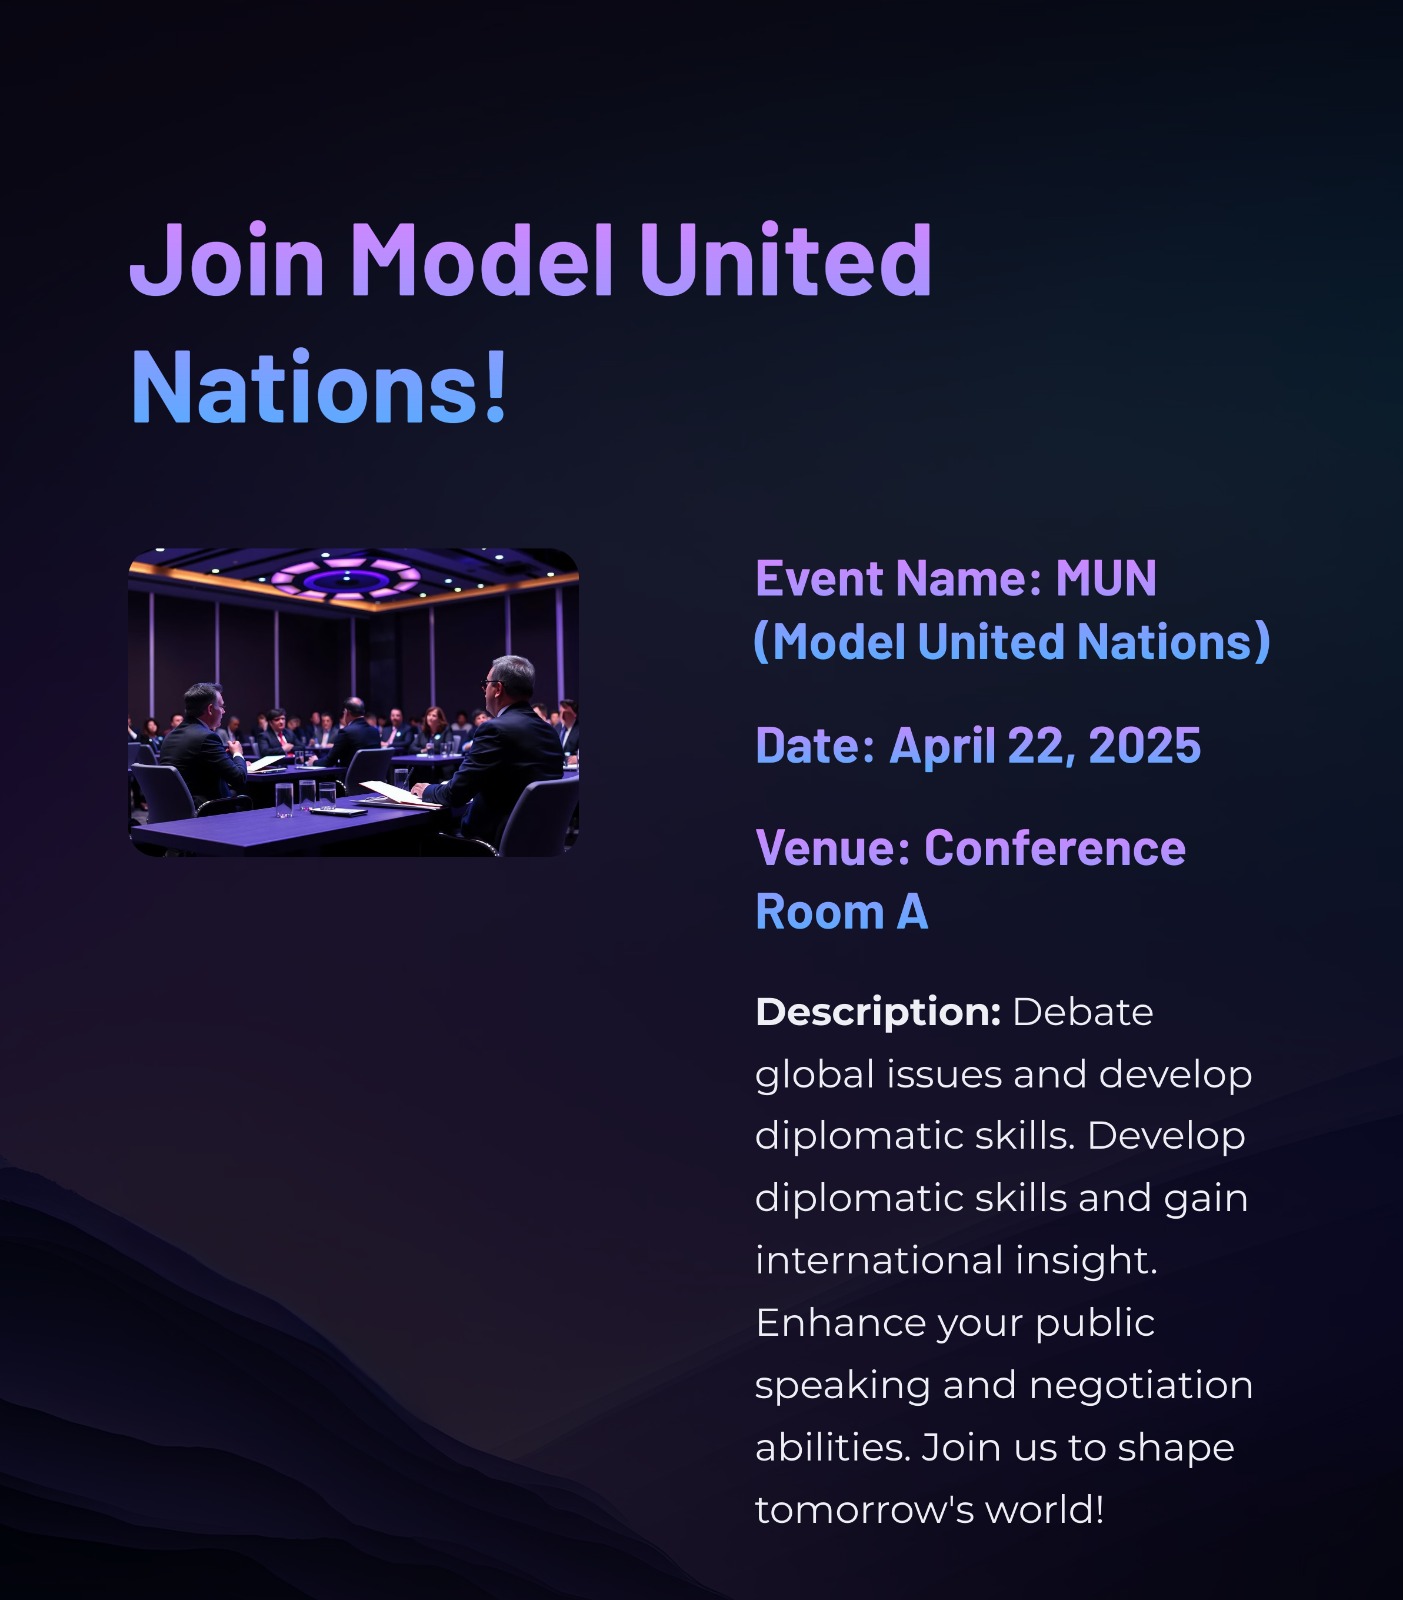 Join Model United
Nations!
Event Name: MUN
(Model United Nations)
Date: April 22, 2025
Venue: Conference
Room A
Description: Debate
global issues and develop
diplomatic skills. Develop
diplomatic skills and gain
international insight.
Enhance your public
speaking and negotiation
abilities. Join us to shape
tomorrow's world!